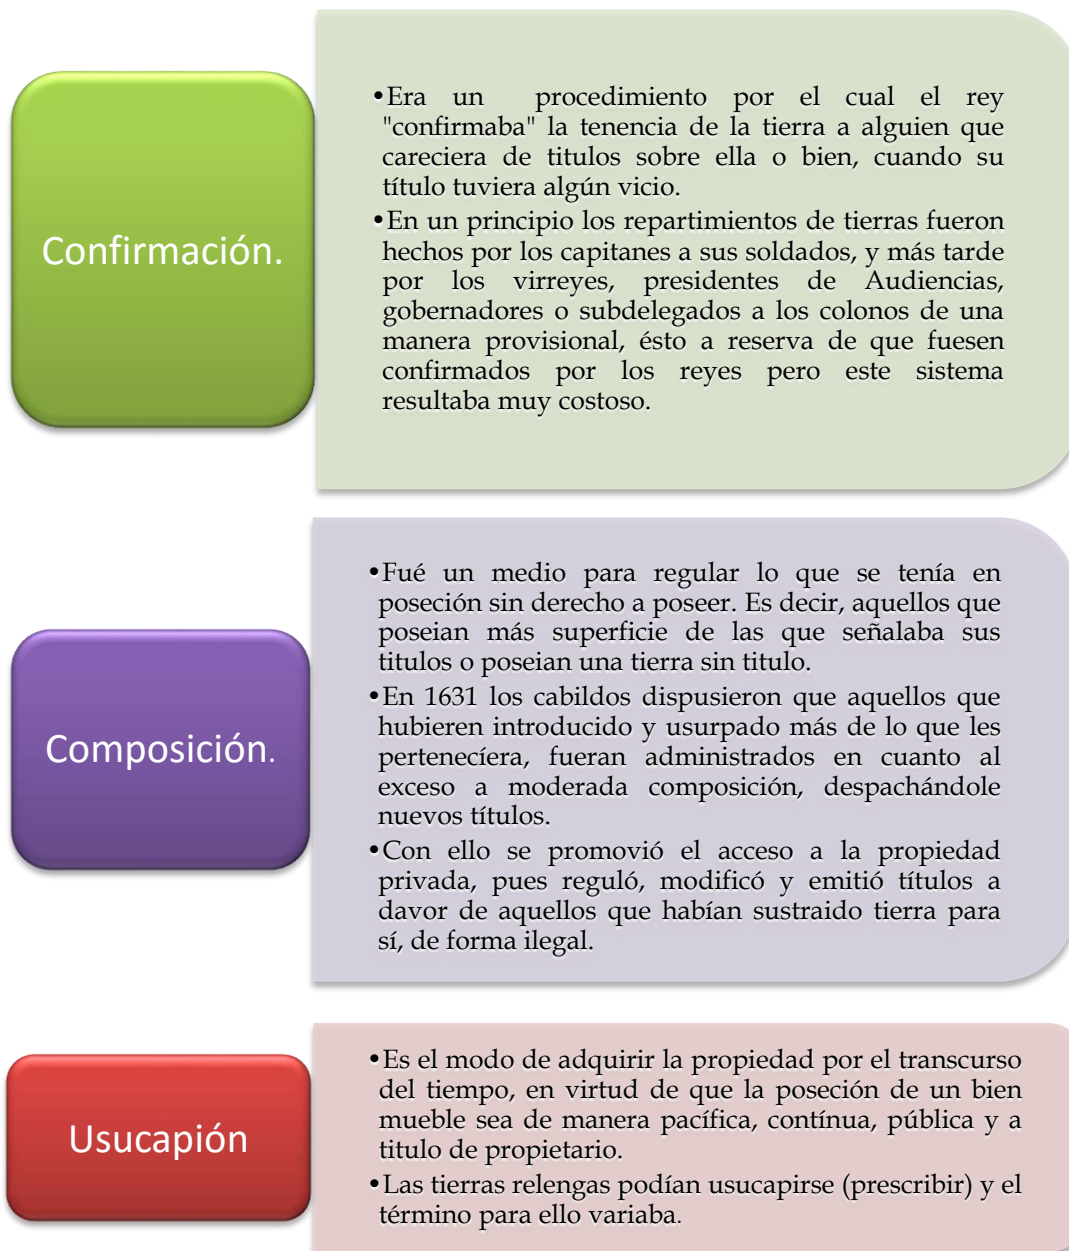 Confirmación.
•Era un procedimiento por el cual el rey
"confirmaba" la tenencia de la tierra a alguien que
careciera de titulos sobre ella o bien, cuando su
título tuviera algún vicio.
•En un principio los repartimientos de tierras fueron
hechos por los capitanes a sus soldados, y más tarde
por los virreyes, presidentes de Audiencias,
gobernadores o subdelegados a los colonos de una
manera provisional, ésto a reserva de que fuesen
confirmados por los reyes pero este sistema
resultaba muy costoso.
Composición.
•Fué un medio para regular lo que se tenía en
poseción sin derecho a poseer. Es decir, aquellos que
poseian más superficie de las que señalaba sus
titulos o poseian una tierra sin titulo.
•En 1631 los cabildos dispusieron que aquellos que
hubieren introducido y usurpado más de lo que les
pertenecíera, fueran administrados en cuanto al
exceso a moderada composición, despachándole
nuevos títulos.
•Con ello se promovió el acceso a la propiedad
privada, pues reguló, modificó y emitió títulos a
davor de aquellos que habían sustraido tierra para
sí, de forma ilegal.
Usucapión
•Es el modo de adquirir la propiedad por el transcurso
del tiempo, en virtud de que la poseción de un bien
mueble sea de manera pacífica, contínua, pública y a
titulo de propietario.
•Las tierras relengas podían usucapirse (prescribir) y el
término para ello variaba.